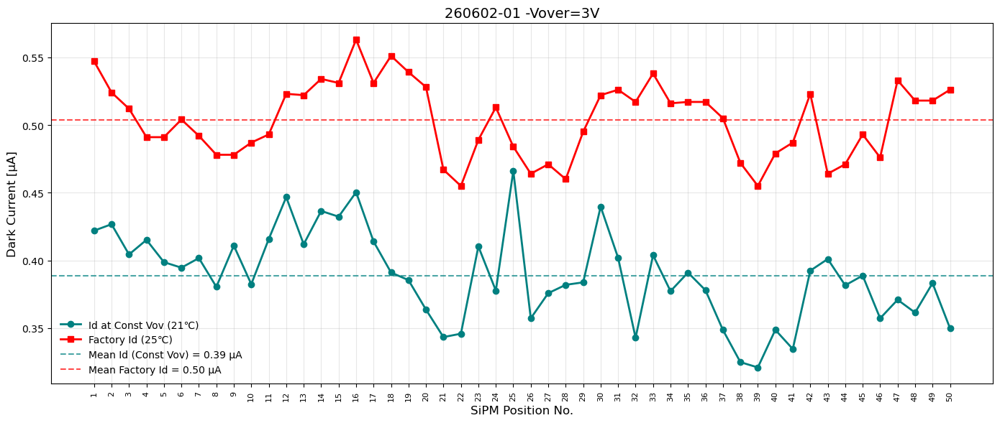 260602-01 -Vover=3V
Dark Current [μA]
0.55
0.50
0.45
0.40
0.35
Id at Const Vov (21℃)
Factory Id (25℃)
Mean Id (Const Vov) = 0.39 μA
Mean Factory Id = 0.50 μA
1 2 3 4 5 6 7 8 9 10 11 12 13 14 15 16 17 18 19 20 21 22 23 24 25 26 27 28 29 30 31 32 33 34 35 36 37 38 39 40 41 42 43 44 45 46 47 48 49 50
SiPM Position No.